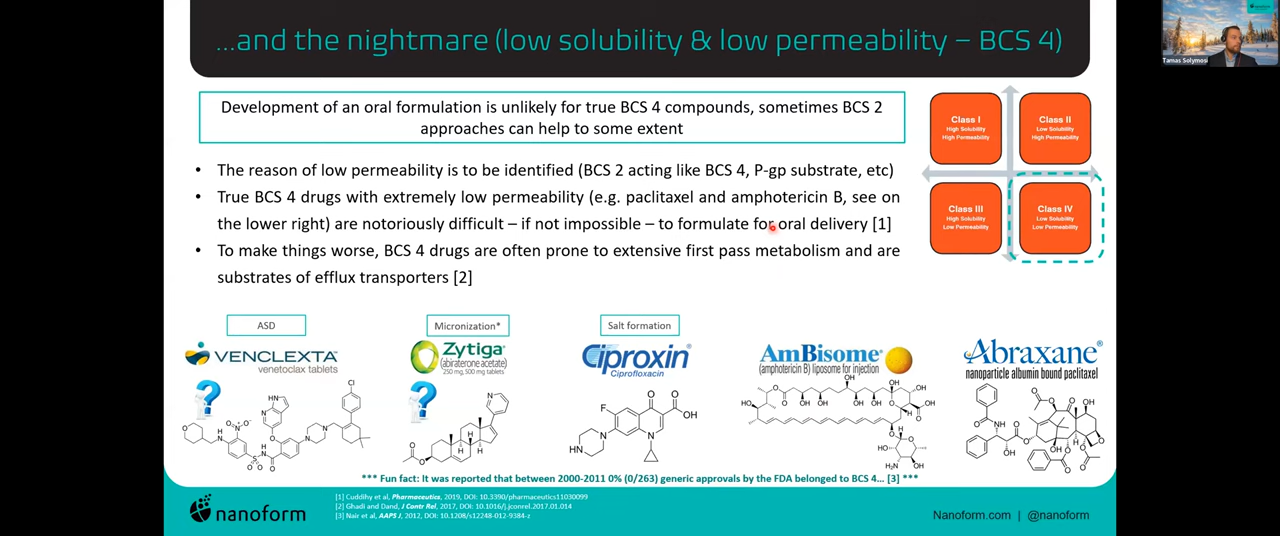 ...and the nightmare (low solubility & low permeability – BCS 4)
Tamas Solymosi
Development of an oral formulation is unlikely for true BCS 4 compounds, sometimes BCS 2
approaches can help to some extent
• The reason of low permeability is to be identified (BCS 2 acting like BCS 4, P-gp substrate, etc)
• True BCS 4 drugs with extremely low permeability (e.g. paclitaxel and amphotericin B, see on
the lower right) are notoriously difficult – if not impossible – to formulate for oral delivery [1]
• To make things worse, BCS 4 drugs are often prone to extensive first pass metabolism and are
substrates of efflux transporters [2]
Class I
High Solubility
High Permeability
Class II
Low Solubility
High Permeability
Class III
High Solubility
Low Permeability
Class IV
Low Solubility
Low Permeability
ASD
VENCLEXTA
venetoclax tablets
?
Micronization*
Zytiga®
(abiraterone acetate)
250 mg, 500 mg tablets
?
Salt formation
Ciproxin®
Ciprofloxacin
AmBisome®
(amphotericin B) liposome for injection
Abraxane®
nanoparticle albumin bound paclitaxel
*** Fun fact: It was reported that between 2000-2011 0% (0/263) generic approvals by the FDA belonged to BCS 4... [3] ***
nanoform
[1] Cuddihy et al, Pharmaceutics, 2019, DOI: 10.3390/pharmaceutics11030099
[2] Ghadi and Dand, J Contr Rel, 2017, DOI: 10.1016/j.jconrel.2017.01.014
[3] Nair et al, AAPS J, 2012, DOI: 10.1208/s12248-012-9384-z
Nanoform.com | @nanoform